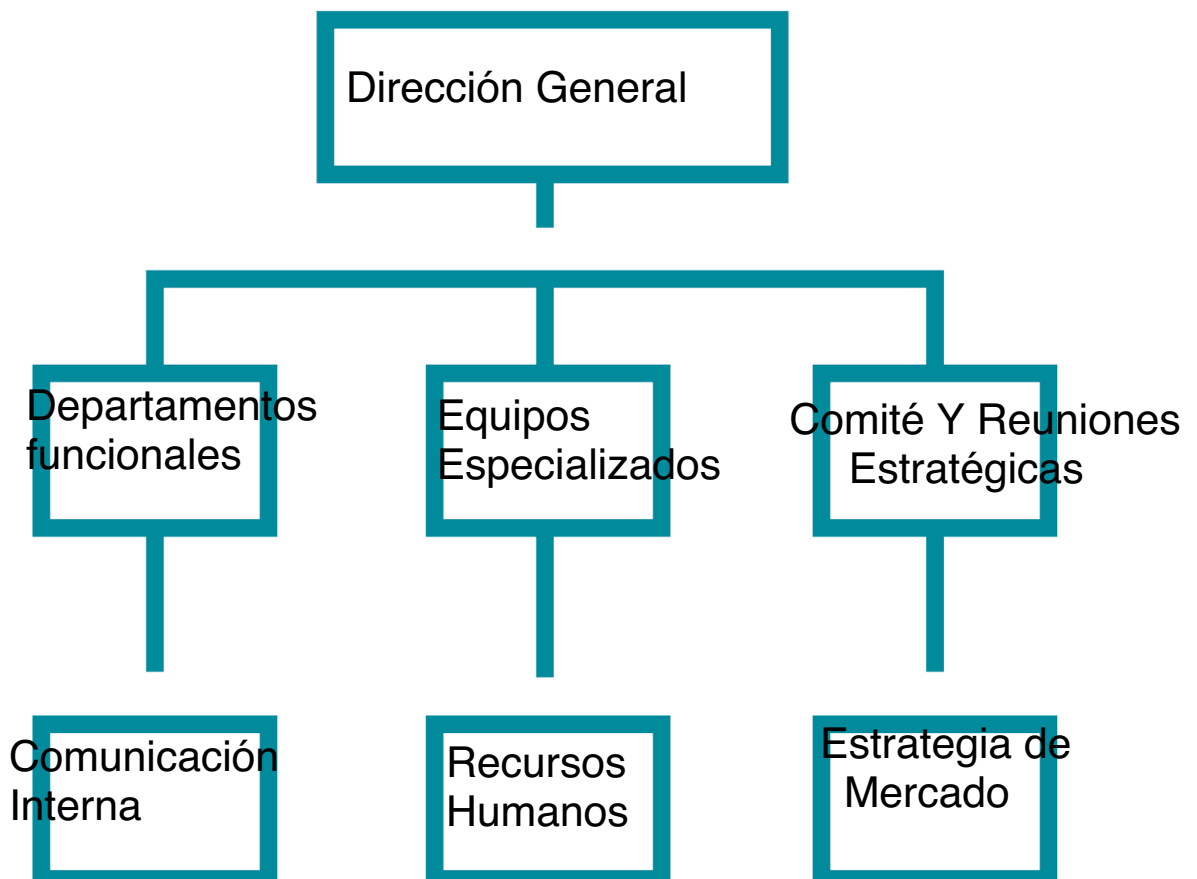 Dirección General
Departamentos
funcionales
Equipos
Especializados
Comité Y Reuniones
Estratégicas
Comunicación
Interna
Recursos
Humanos
Estrategia de
Mercado